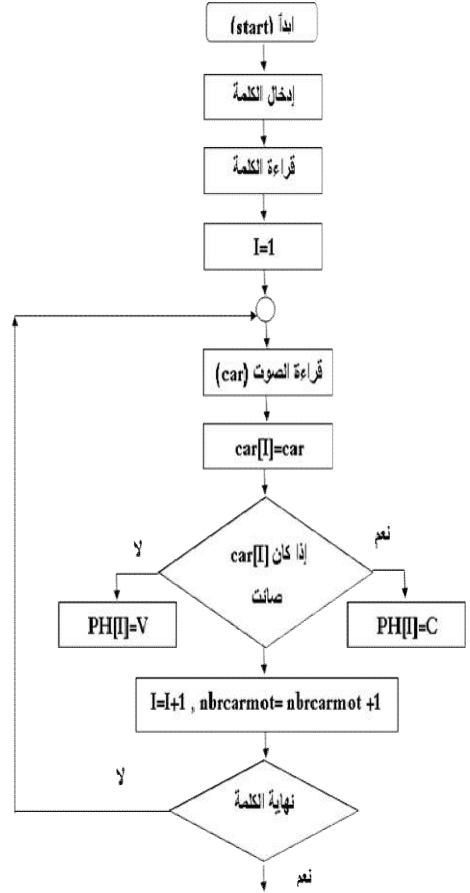 ابدأ (start)
إدخال الكلمة
قراءة الكلمة
I=1
قراءة الصوت (car)
car[I]=car
إذا كان car[I]
صانت
نعم
لا
PH[I]=V
PH[I]=C
I=I+1 , nbrcarmot= nbrcarmot +1
نهاية الكلمة
لا
نعم